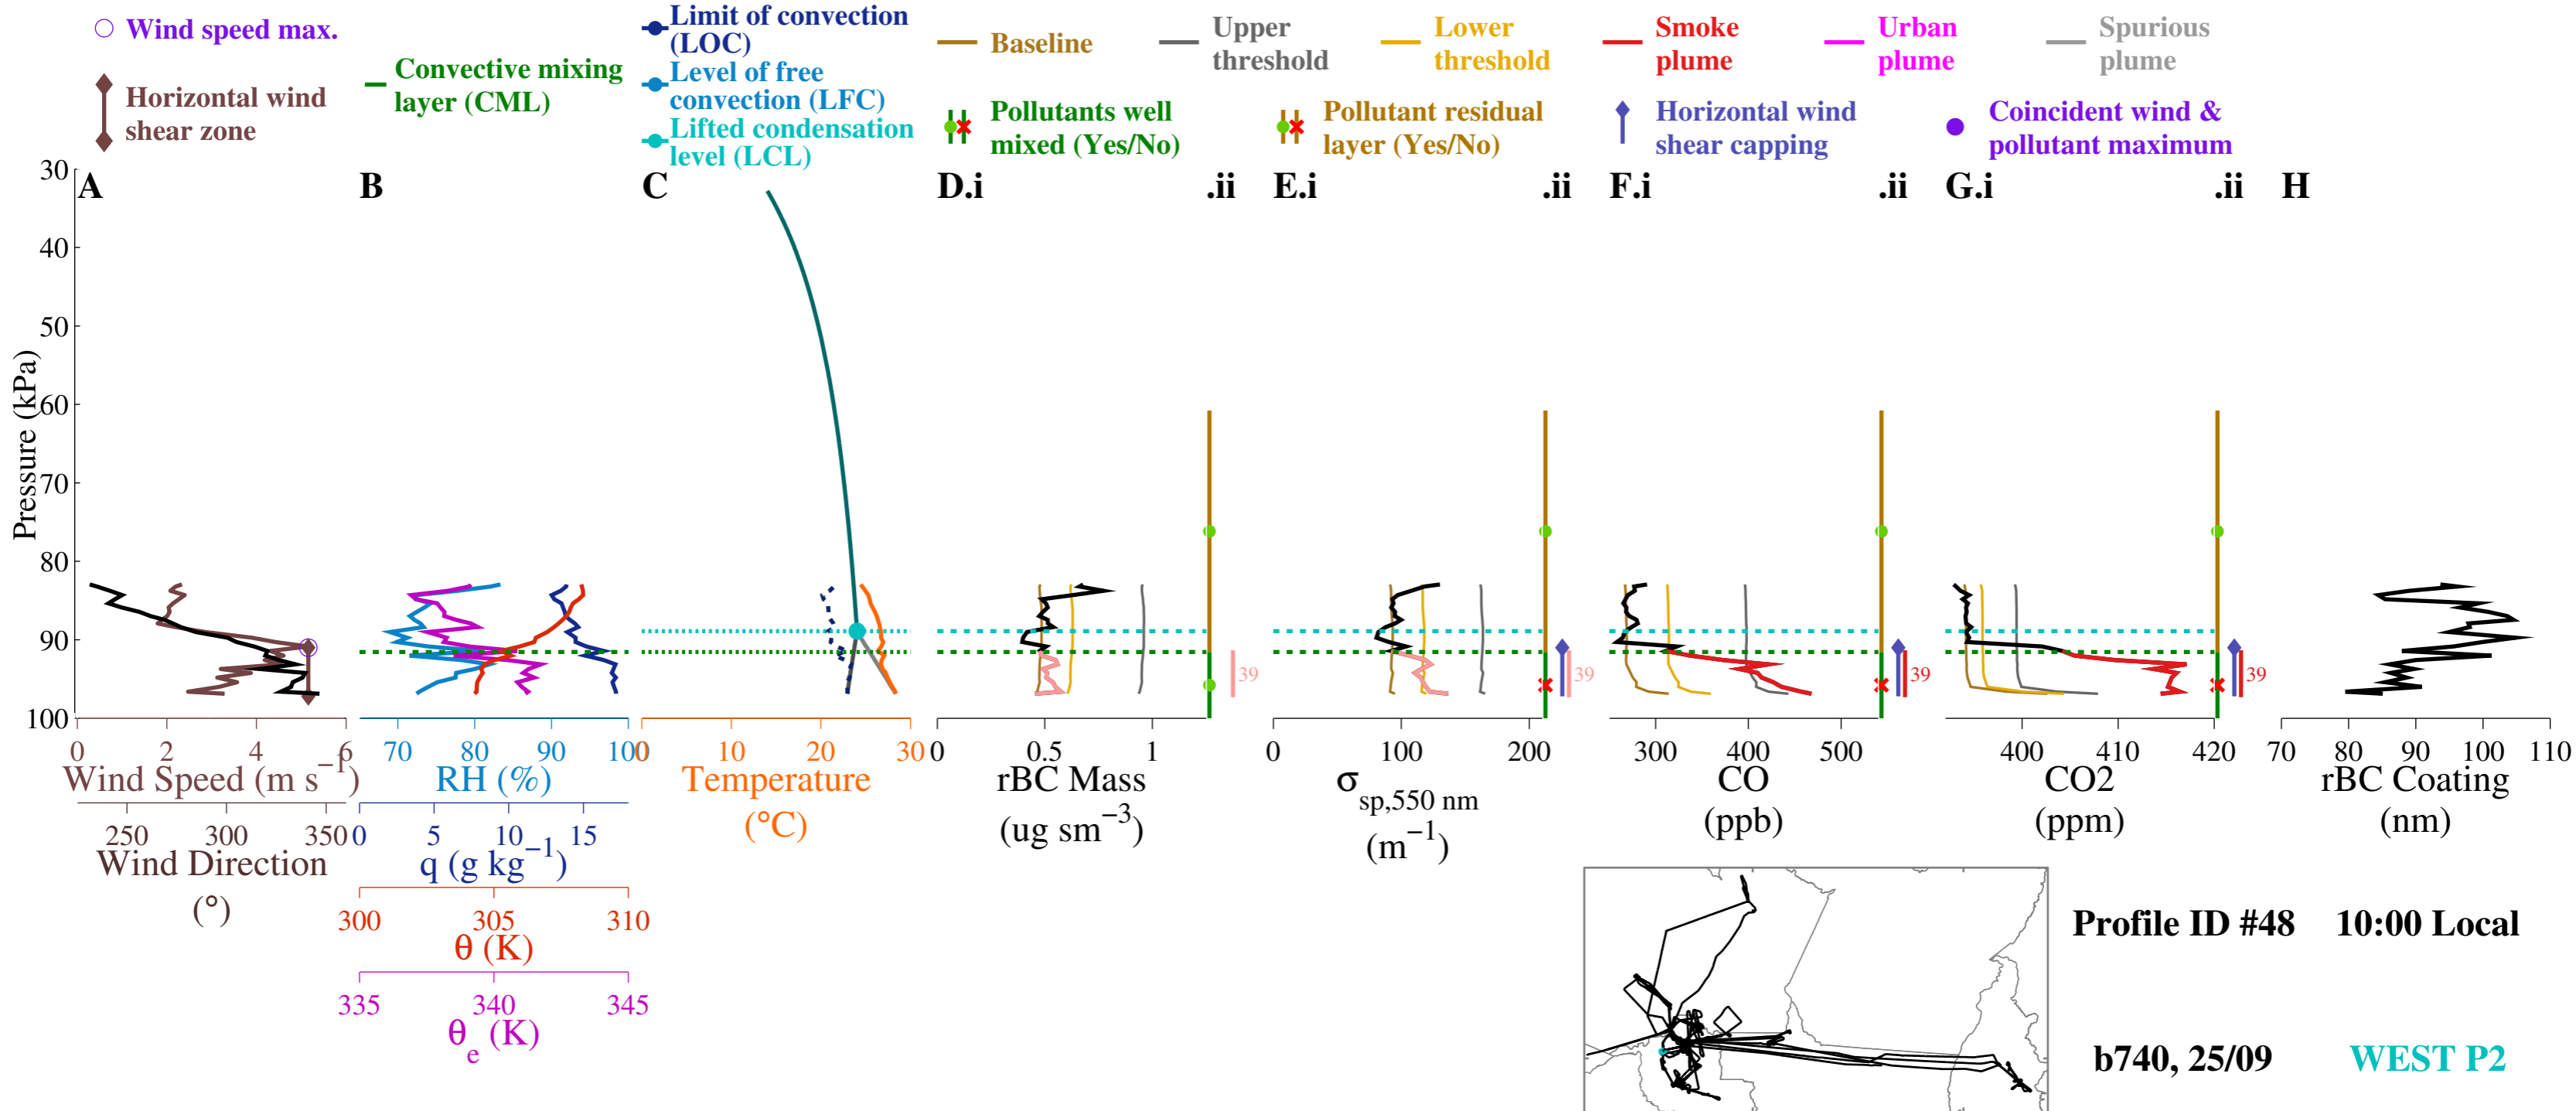 Wind speed max.
Horizontal wind
shear zone
Convective mixing
layer (CML)
Limit of convection
(LOC)
Level of free
convection (LFC)
Lifted condensation
level (LCL)
Baseline
Upper
threshold
Lower
threshold
Smoke
plume
Urban
plume
Spurious
plume
Pollutants well
mixed (Yes/No)
Pollutant residual
layer (Yes/No)
Horizontal wind
shear capping
Coincident wind &
pollutant maximum
A B C D.i .ii E.i .ii F.i .ii G.i .ii H
Pressure (kPa)
30
40
50
60
70
80
90
100
39 39 39 39
0 2 4 6
Wind Speed (m s⁻¹)
250 300 350
Wind Direction
(°)
70 80 90 100
RH (%)
0 5 10 15
q (g kg⁻¹)
300 305 310
θ (K)
335 340 345
θe (K)
0 10 20 30
Temperature
(°C)
0 0.5 1
rBC Mass
(ug sm⁻³)
0 100 200
σsp,550 nm
(m⁻¹)
300 400 500
CO
(ppb)
400 410 420
CO2
(ppm)
70 80 90 100 110
rBC Coating
(nm)
Profile ID #48 10:00 Local
b740, 25/09 WEST P2